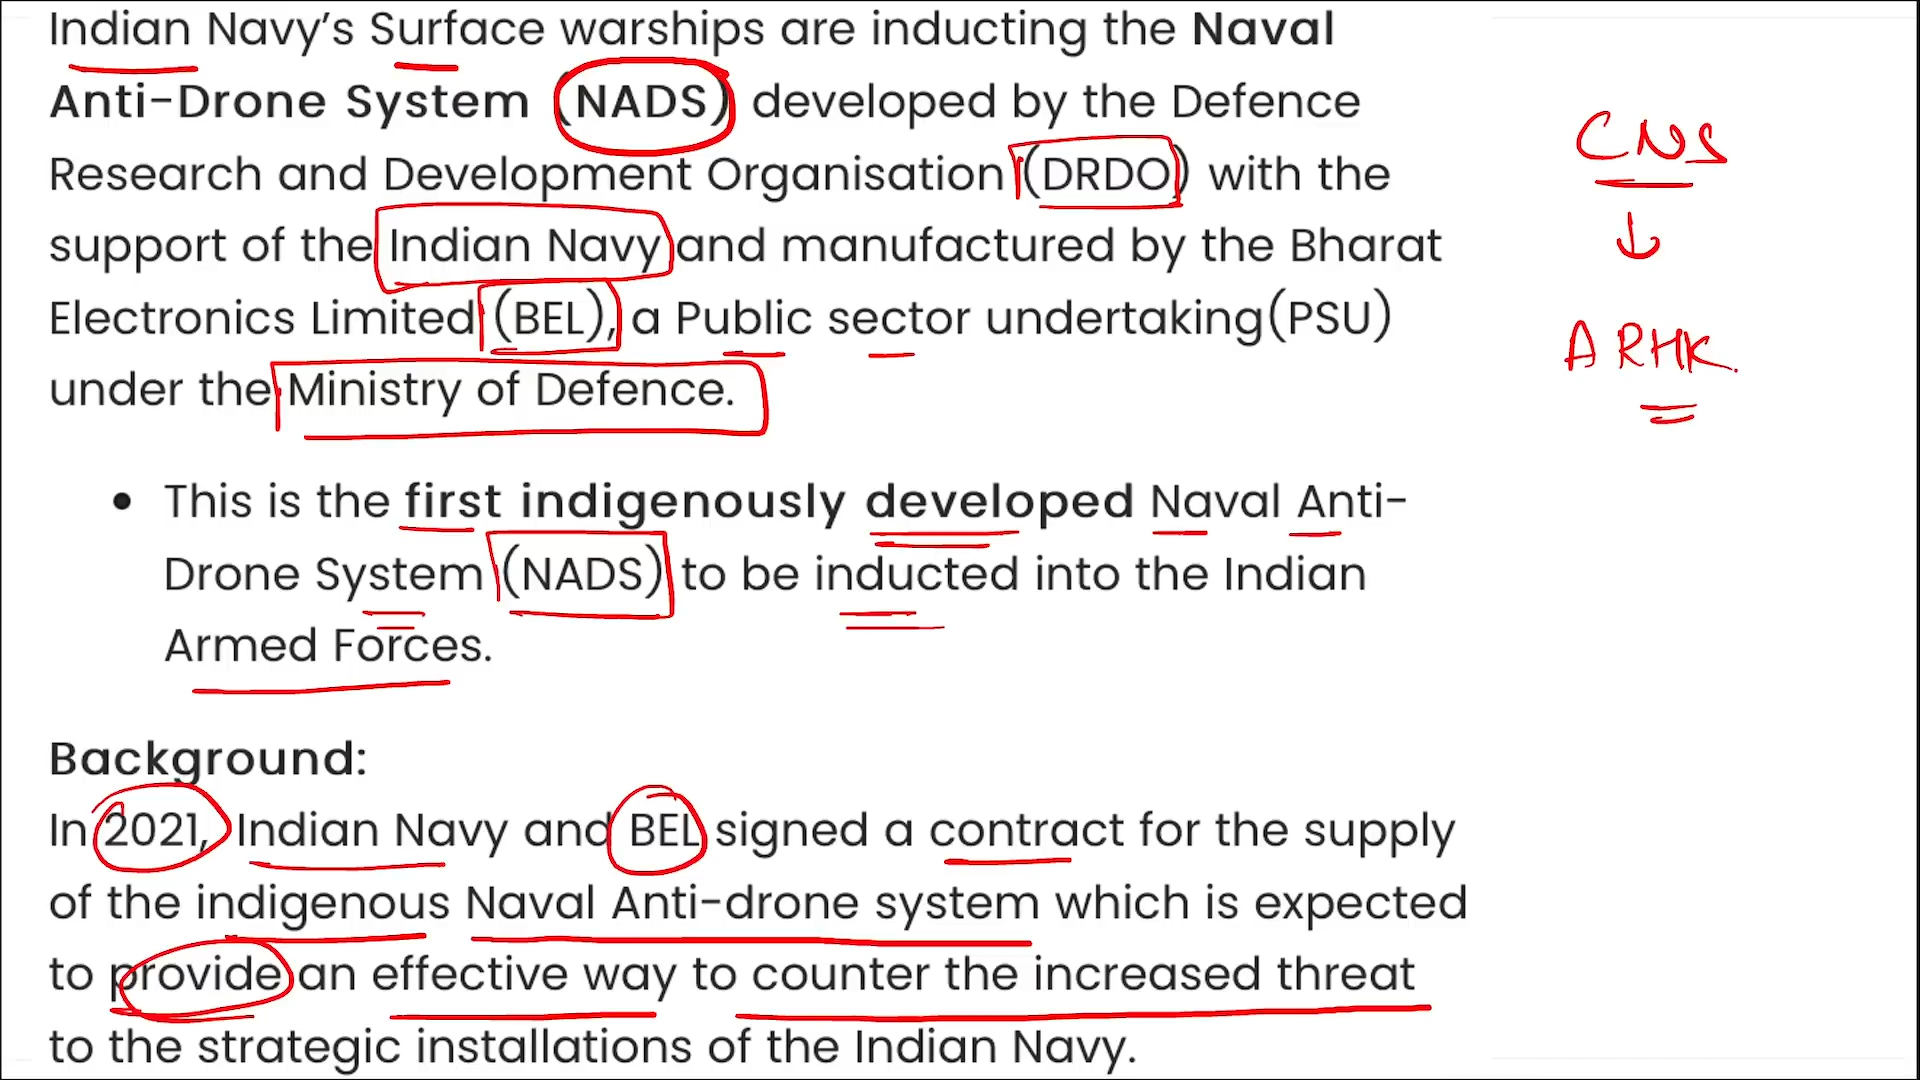 Indian Navy's Surface warships are inducting the Naval
Anti-Drone System (NADS) developed by the Defence
Research and Development Organisation (DRDO) with the
support of the Indian Navy and manufactured by the Bharat
Electronics Limited (BEL), a Public sector undertaking(PSU)
under the Ministry of Defence.
• This is the first indigenously developed Naval Anti-
Drone System (NADS) to be inducted into the Indian
Armed Forces.
Background:
In 2021, Indian Navy and BEL signed a contract for the supply
of the indigenous Naval Anti-drone system which is expected
to provide an effective way to counter the increased threat
to the strategic installations of the Indian Navy.
CNS
↓
ARHK.